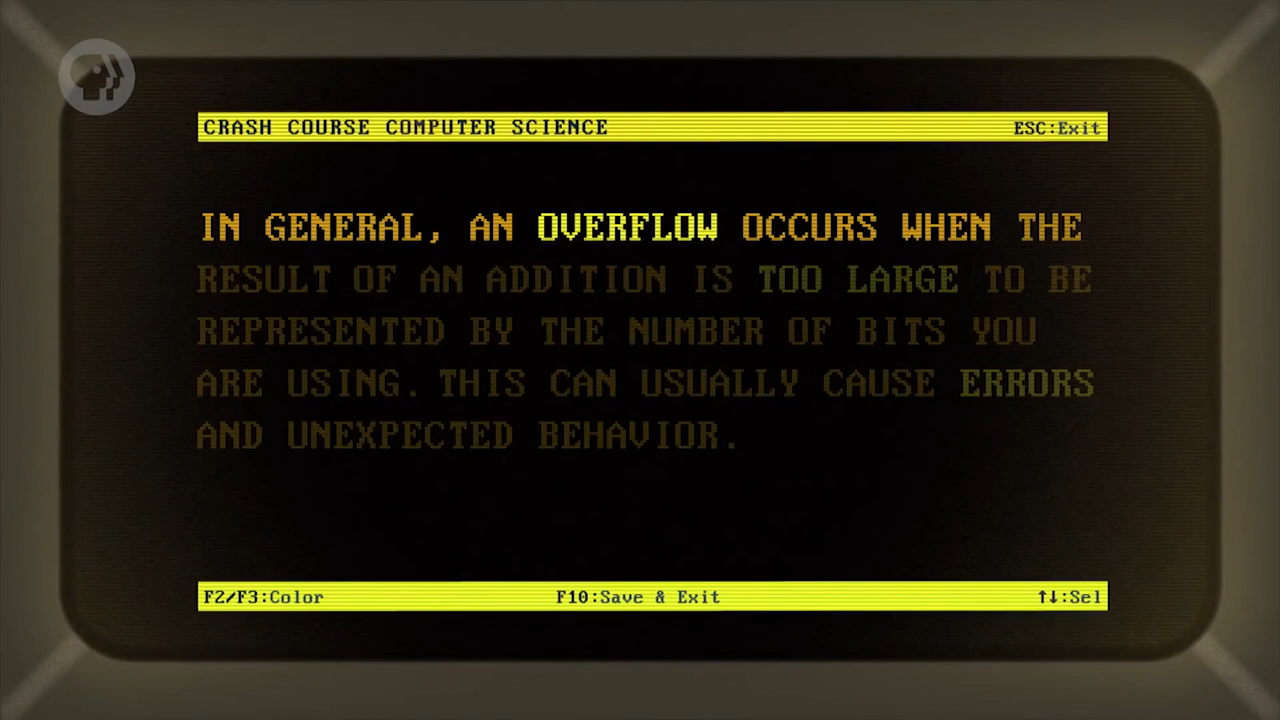 CRASH COURSE COMPUTER SCIENCE ESC:Exit
IN GENERAL, AN OVERFLOW OCCURS WHEN THE
RESULT OF AN ADDITION IS TOO LARGE TO BE
REPRESENTED BY THE NUMBER OF BITS YOU
ARE USING. THIS CAN USUALLY CAUSE ERRORS
AND UNEXPECTED BEHAVIOR.
F2/F3:Color F10:Save & Exit ↑↓:Sel